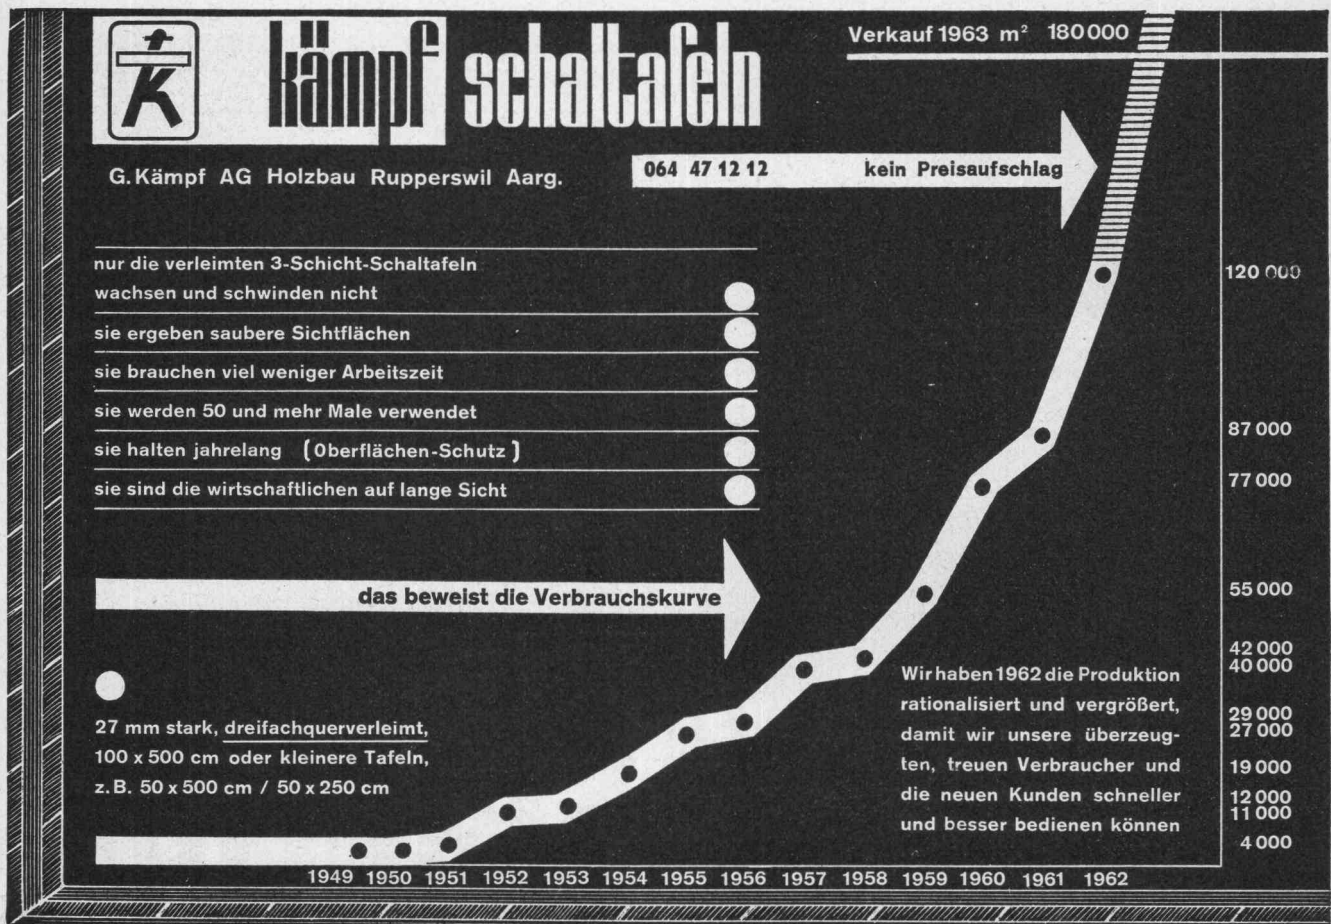 K
kämpf schaltafeln
Verkauf 1963 m² 180000
G. Kämpf AG Holzbau Rupperswil Aarg.
064 47 12 12 kein Preisaufschlag
nur die verleimten 3-Schicht-Schaltafeln
wachsen und schwinden nicht
sie ergeben saubere Sichtflächen
sie brauchen viel weniger Arbeitszeit
sie werden 50 und mehr Male verwendet
sie halten jahrelang (Oberflächen-Schutz)
sie sind die wirtschaftlichen auf lange Sicht
das beweist die Verbrauchskurve
27 mm stark, dreifachquerverleimt,
100 x 500 cm oder kleinere Tafeln,
z.B. 50 x 500 cm / 50 x 250 cm
Wir haben 1962 die Produktion
rationalisiert und vergrößert,
damit wir unsere überzeug-
ten, treuen Verbraucher und
die neuen Kunden schneller
und besser bedienen können
120 000
87 000
77 000
55 000
42 000
40 000
29 000
27 000
19 000
12 000
11 000
4 000
1949 1950 1951 1952 1953 1954 1955 1956 1957 1958 1959 1960 1961 1962